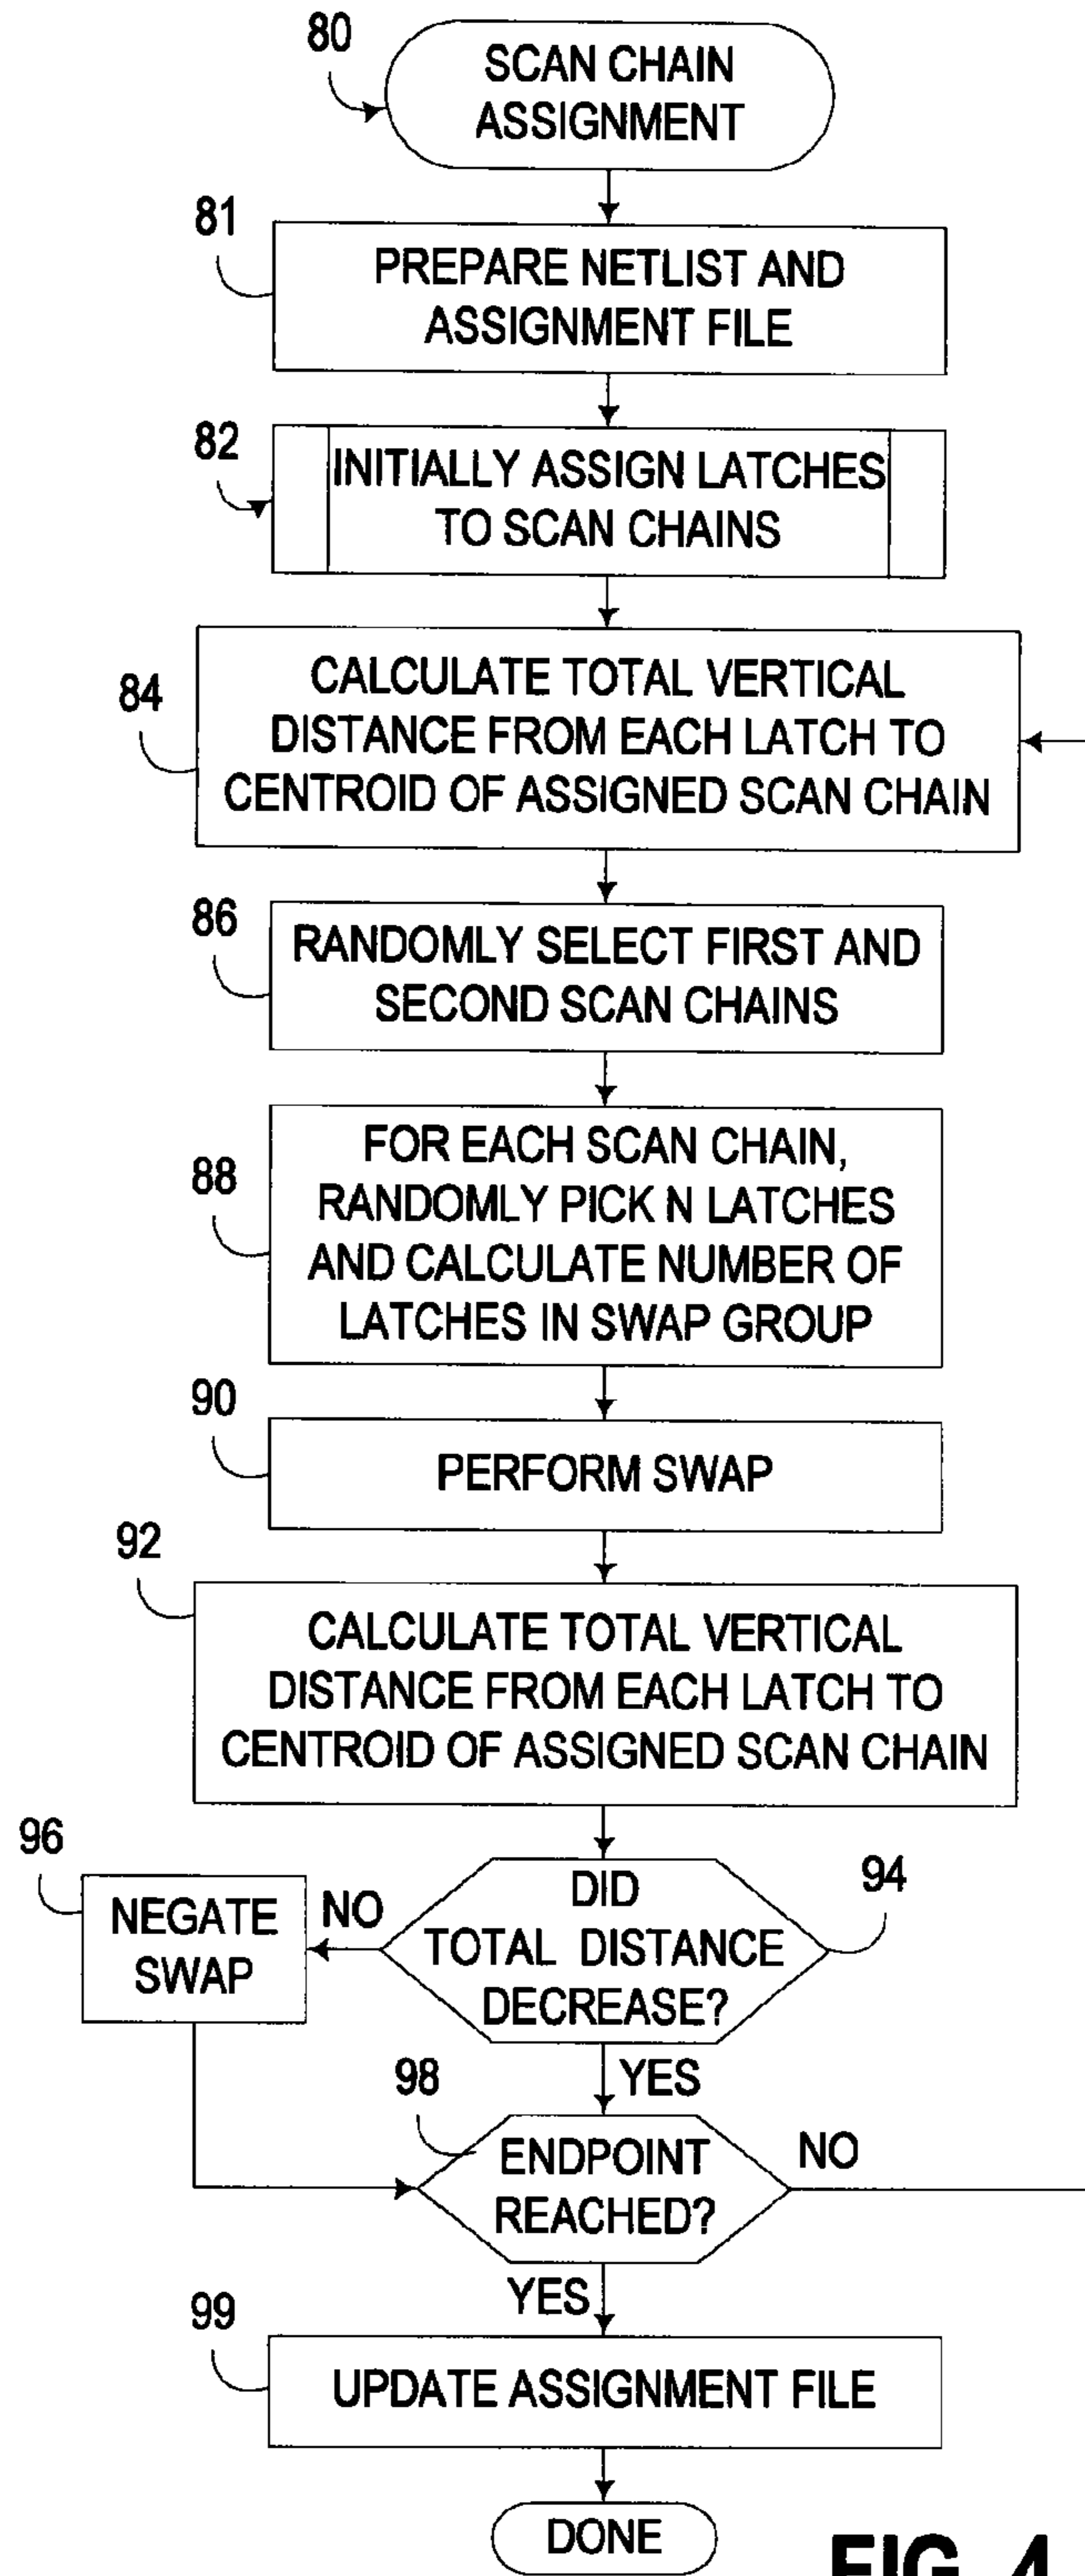 80
SCAN CHAIN
ASSIGNMENT
81
PREPARE NETLIST AND
ASSIGNMENT FILE
82
INITIALLY ASSIGN LATCHES
TO SCAN CHAINS
84
CALCULATE TOTAL VERTICAL
DISTANCE FROM EACH LATCH TO
CENTROID OF ASSIGNED SCAN CHAIN
86
RANDOMLY SELECT FIRST AND
SECOND SCAN CHAINS
88
FOR EACH SCAN CHAIN,
RANDOMLY PICK N LATCHES
AND CALCULATE NUMBER OF
LATCHES IN SWAP GROUP
90
PERFORM SWAP
92
CALCULATE TOTAL VERTICAL
DISTANCE FROM EACH LATCH TO
CENTROID OF ASSIGNED SCAN CHAIN
96
NEGATE
SWAP
NO
DID
TOTAL DISTANCE
DECREASE?
94
YES
98
ENDPOINT
REACHED?
NO
YES
99
UPDATE ASSIGNMENT FILE
DONE
FIG. 4